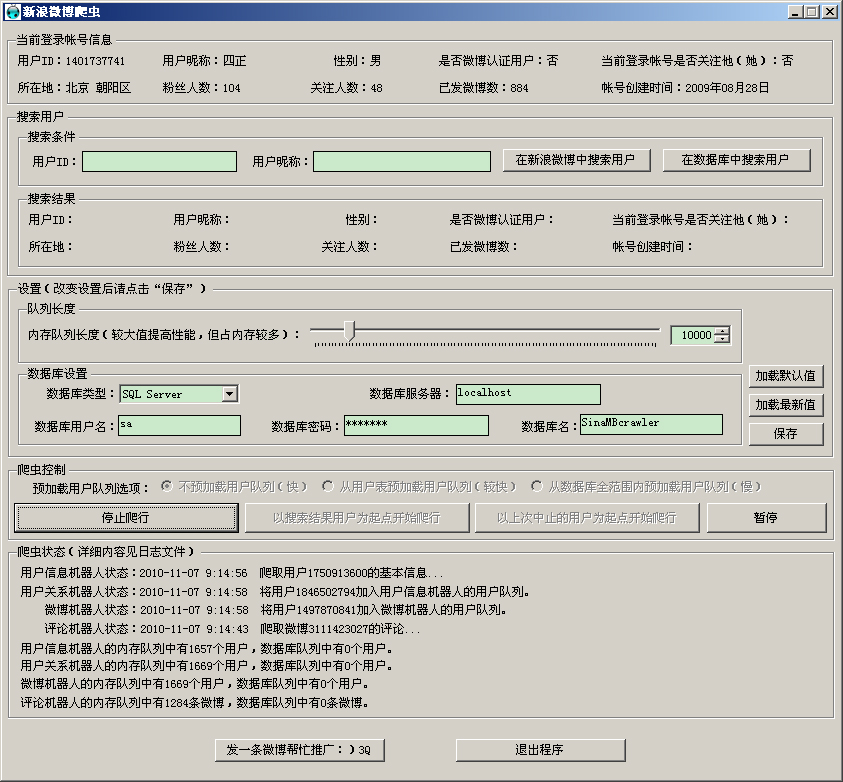 新浪微博爬虫
当前登录帐号信息
用户ID：1401737741 用户昵称：四正 性别：男 是否微博认证用户：否 当前登录帐号是否关注他（她）：否
所在地：北京 朝阳区 粉丝人数：104 关注人数：48 已发微博数：884 帐号创建时间：2009年08月28日
搜索用户
搜索条件
用户ID： 用户昵称： 在新浪微博中搜索用户 在数据库中搜索用户
搜索结果
用户ID： 用户昵称： 性别： 是否微博认证用户： 当前登录帐号是否关注他（她）：
所在地： 粉丝人数： 关注人数： 已发微博数： 帐号创建时间：
设置（改变设置后请点击“保存”）
队列长度
内存队列长度（较大值提高性能，但占内存较多）： 10000
数据库设置
数据库类型：SQL Server 数据库服务器：localhost
数据库用户名：sa 数据库密码：******* 数据库名：SinaMBcrawler
加载默认值
加载最新值
保存
爬虫控制
预加载用户队列选项： 不预加载用户队列（快） 从用户表预加载用户队列（较快） 从数据库全范围内预加载用户队列（慢）
停止爬行 以搜索结果用户为起点开始爬行 以上次中止的用户为起点开始爬行 暂停
爬虫状态（详细内容见日志文件）
用户信息机器人状态：2010-11-07 9:14:56 爬取用户1750913600的基本信息...
用户关系机器人状态：2010-11-07 9:14:58 将用户1846502794加入用户信息机器人的用户队列。
微博机器人状态：2010-11-07 9:14:58 将用户1497870841加入微博机器人的用户队列。
评论机器人状态：2010-11-07 9:14:43 爬取微博3111423027的评论...
用户信息机器人的内存队列中有1657个用户，数据库队列中有0个用户。
用户关系机器人的内存队列中有1669个用户，数据库队列中有0个用户。
微博机器人的内存队列中有1669个用户，数据库队列中有0个用户。
评论机器人的内存队列中有1284条微博，数据库队列中有0条微博。
发一条微博帮忙推广：）3Q 退出程序